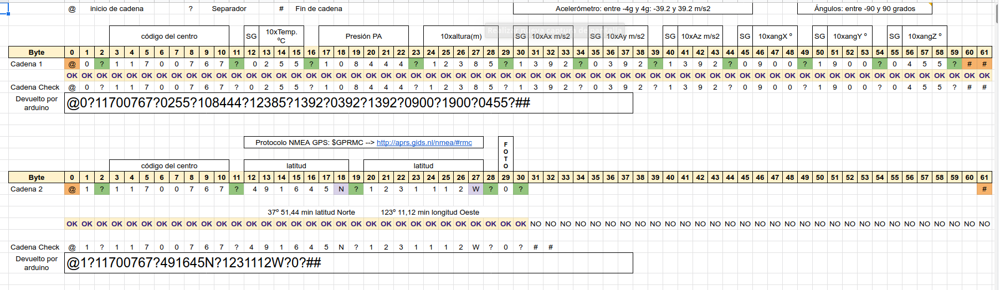 @ inicio de cadena ? Separador # Fin de cadena Acelerómetro: entre -4g y 4g: -39.2 y 39.2 m/s2 Ángulos: entre -90 y 90 grados
Realizar nueva captura de pantalla
código del centro SG 10xTemp. ºC Presión PA 10xaltura(m) SG 10xAx m/s2 SG 10xAy m/s2 SG 10xAz m/s2 SG 10xangX º SG 10xangY º SG 10xangZ º
Byte 0 1 2 3 4 5 6 7 8 9 10 11 12 13 14 15 16 17 18 19 20 21 22 23 24 25 26 27 28 29 30 31 32 33 34 35 36 37 38 39 40 41 42 43 44 45 46 47 48 49 50 51 52 53 54 55 56 57 58 59 60 61
Cadena 1 @ 0 ? 1 1 7 0 0 7 6 7 ? 0 2 5 5 ? 1 0 8 4 4 4 ? 1 2 3 8 5 ? 1 3 9 2 ? 0 3 9 2 ? 1 3 9 2 ? 0 9 0 0 ? 1 9 0 0 ? 0 4 5 5 ? # #
OK OK OK OK OK OK OK OK OK OK OK OK OK OK OK OK OK OK OK OK OK OK OK OK OK OK OK OK OK OK OK OK OK OK OK OK OK OK OK OK OK OK OK OK OK OK OK OK OK OK OK OK OK OK OK OK OK OK OK OK OK OK
Cadena Check @ 0 ? 1 1 7 0 0 7 6 7 ? 0 2 5 5 ? 1 0 8 4 4 4 ? 1 2 3 8 5 ? 1 3 9 2 ? 0 3 9 2 ? 1 3 9 2 ? 0 9 0 0 ? 1 9 0 0 ? 0 4 5 5 ? # #
Devuelto por arduino
@0?11700767?0255?108444?12385?1392?0392?1392?0900?1900?0455?##
Protocolo NMEA GPS: $GPRMC --> http://aprs.gids.nl/nmea/#rmc
FOTO
código del centro latitud latitud
Byte 0 1 2 3 4 5 6 7 8 9 10 11 12 13 14 15 16 17 18 19 20 21 22 23 24 25 26 27 28 29 30 31 32 33 34 35 36 37 38 39 40 41 42 43 44 45 46 47 48 49 50 51 52 53 54 55 56 57 58 59 60 61
Cadena 2 @ 1 ? 1 1 7 0 0 7 6 7 ? 4 9 1 6 4 5 N ? 1 2 3 1 1 1 2 W ? 0 ? #
37º 51,44 min latitud Norte 123º 11,12 min longitud Oeste
OK OK OK OK OK OK OK OK OK OK OK OK OK OK OK OK OK OK OK OK OK OK OK OK OK OK OK OK OK OK OK NO NO NO NO NO NO NO NO NO NO NO NO NO NO NO NO NO NO NO NO NO NO NO NO NO NO NO NO NO NO NO
Cadena Check @ 1 ? 1 1 7 0 0 7 6 7 ? 4 9 1 6 4 5 N ? 1 2 3 1 1 1 2 W ? 0 ? # #
Devuelto por arduino
@1?11700767?491645N?1231112W?0?##